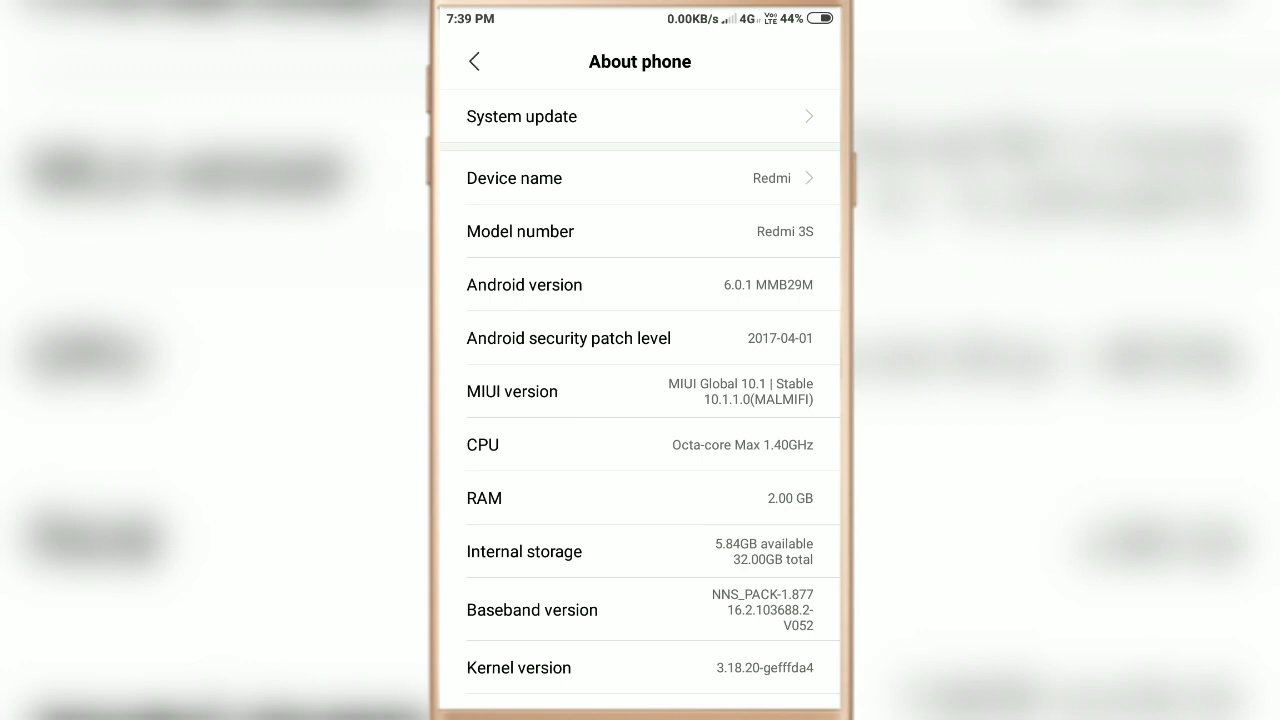 7:39 PM 0.00KB/s 4G Vo LTE 44%
About phone
System update
Device name Redmi
Model number Redmi 3S
Android version 6.0.1 MMB29M
Android security patch level 2017-04-01
MIUI version MIUI Global 10.1 | Stable
10.1.1.0(MALMIFI)
CPU Octa-core Max 1.40GHz
RAM 2.00 GB
Internal storage 5.84GB available
32.00GB total
Baseband version NNS_PACK-1.877
16.2.103688.2-
V052
Kernel version 3.18.20-gefffda4